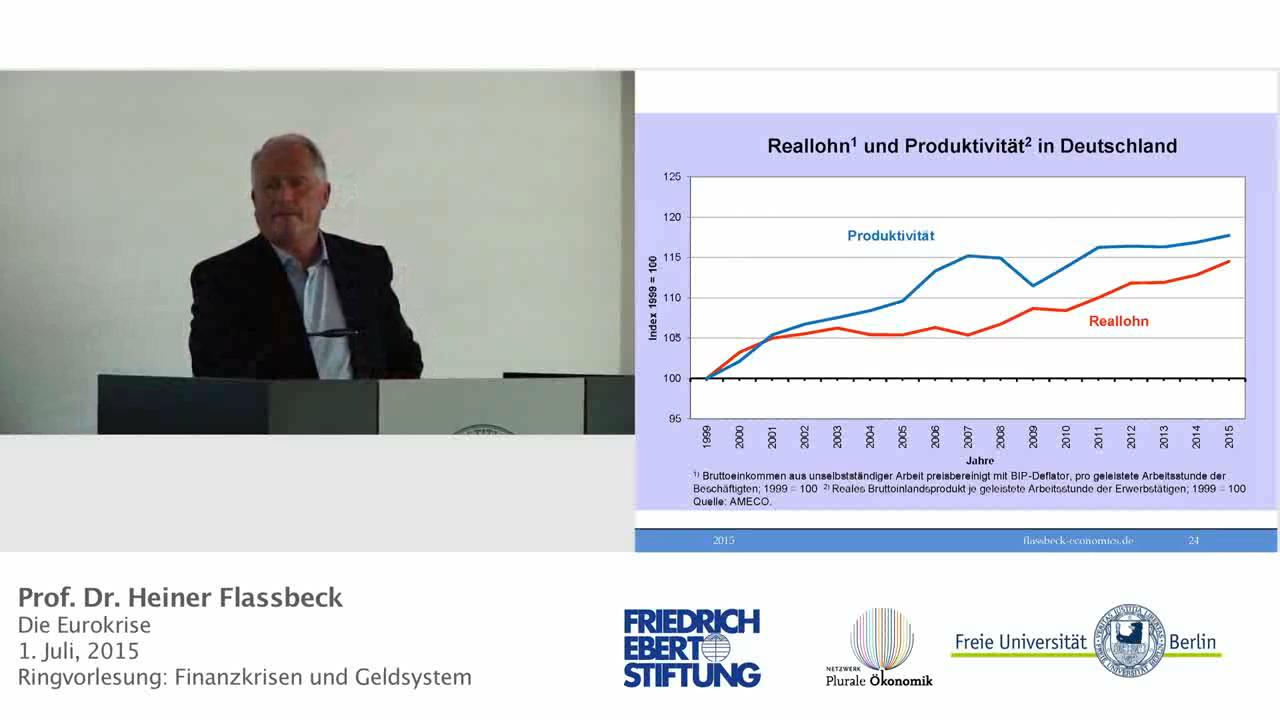 Reallohn1 und Produktivität2 in Deutschland
125
120
115
110
105
100
95
Index 1999 = 100
Produktivität
Reallohn
1999 2000 2001 2002 2003 2004 2005 2006 2007 2008 2009 2010 2011 2012 2013 2014 2015
Jahre
1) Bruttoeinkommen aus unselbstständiger Arbeit preisbereinigt mit BIP-Deflator, pro geleistete Arbeitsstunde der
Beschäftigten; 1999 = 100 2) Reales Bruttoinlandsprodukt je geleistete Arbeitsstunde der Erwerbstätigen; 1999 = 100
Quelle: AMECO.
2015 flassbeck-economics.de 24
Prof. Dr. Heiner Flassbeck
Die Eurokrise
1. Juli, 2015
Ringvorlesung: Finanzkrisen und Geldsystem
FRIEDRICH
EBERT
STIFTUNG
NETZWERK
Plurale Ökonomik
Freie Universität Berlin